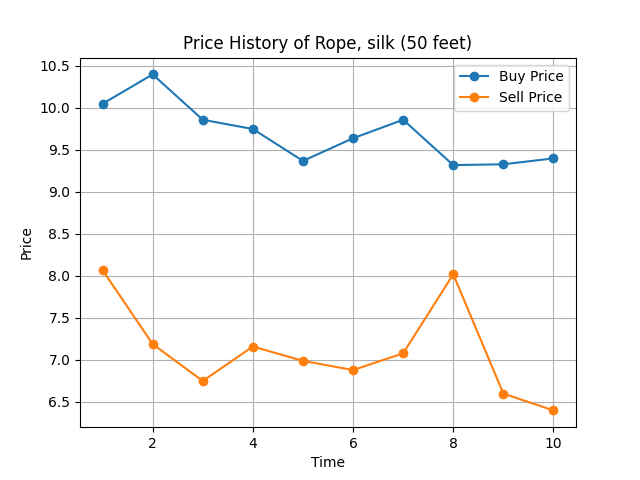 Price History of Rope, silk (50 feet)
Buy Price
Sell Price
10.5
10.0
9.5
9.0
8.5
8.0
7.5
7.0
6.5
Price
2 4 6 8 10
Time